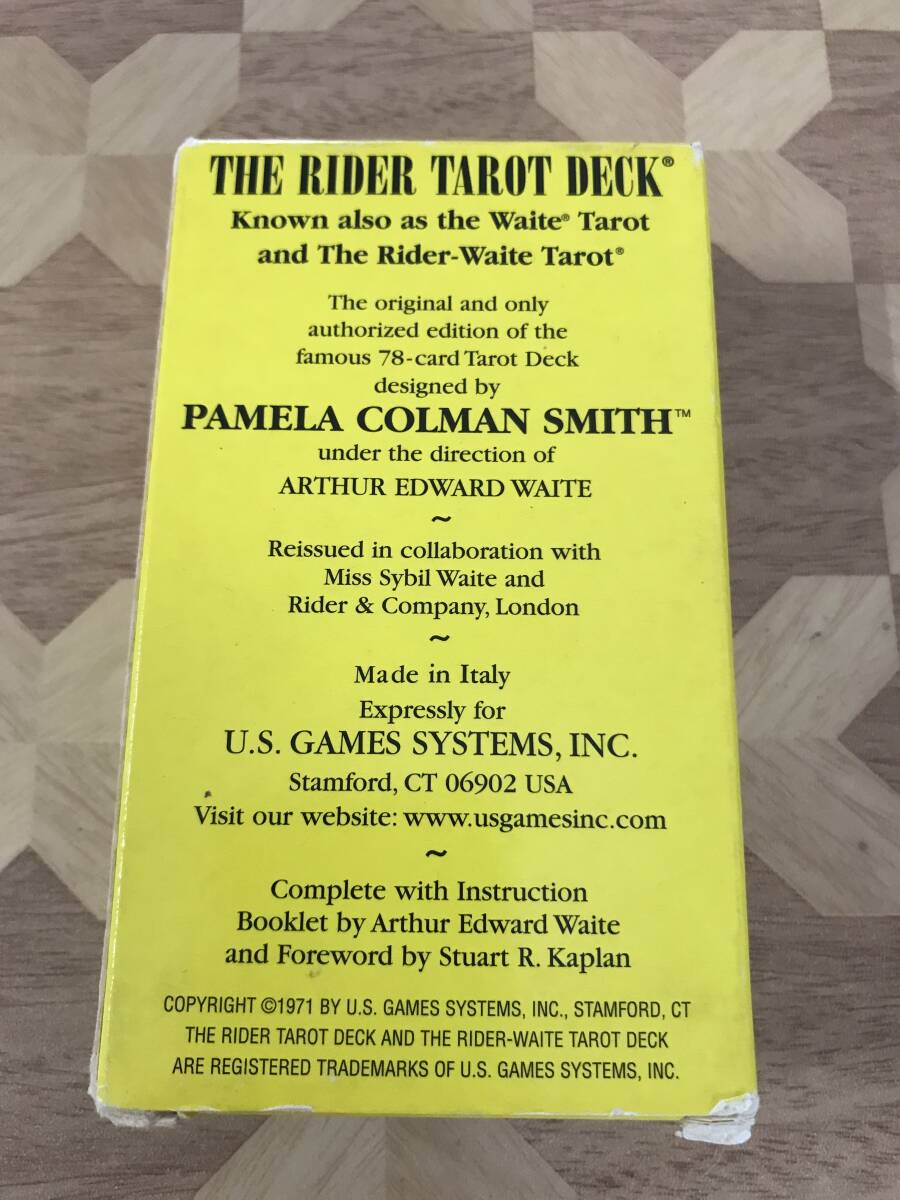 THE RIDER TAROT DECK®
Known also as the Waite® Tarot
and The Rider-Waite Tarot®
The original and only
authorized edition of the
famous 78-card Tarot Deck
designed by
PAMELA COLMAN SMITH™
under the direction of
ARTHUR EDWARD WAITE
~
Reissued in collaboration with
Miss Sybil Waite and
Rider & Company, London
~
Made in Italy
Expressly for
U.S. GAMES SYSTEMS, INC.
Stamford, CT 06902 USA
Visit our website: www.usgamesinc.com
~
Complete with Instruction
Booklet by Arthur Edward Waite
and Foreword by Stuart R. Kaplan
COPYRIGHT ©1971 BY U.S. GAMES SYSTEMS, INC., STAMFORD, CT
THE RIDER TAROT DECK AND THE RIDER-WAITE TAROT DECK
ARE REGISTERED TRADEMARKS OF U.S. GAMES SYSTEMS, INC.